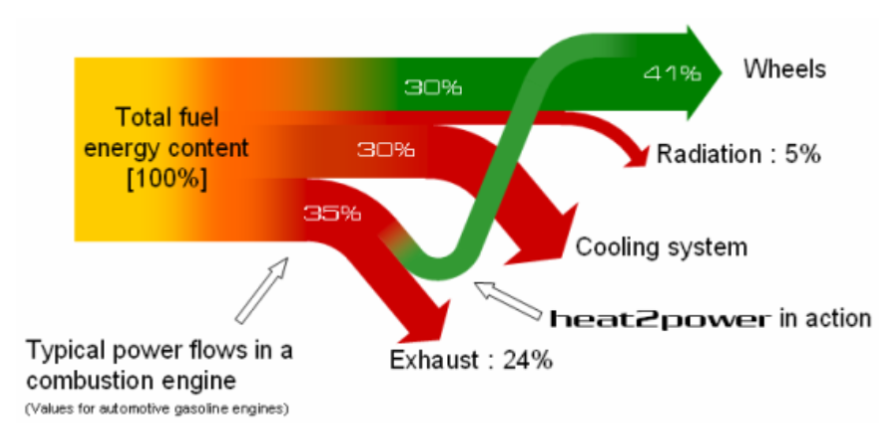 41%
Wheels
30%
Total fuel
energy content
[100%]
30%
Radiation : 5%
35%
Cooling system
heat2power in action
Typical power flows in a
combustion engine
(Values for automotive gasoline engines)
Exhaust : 24%